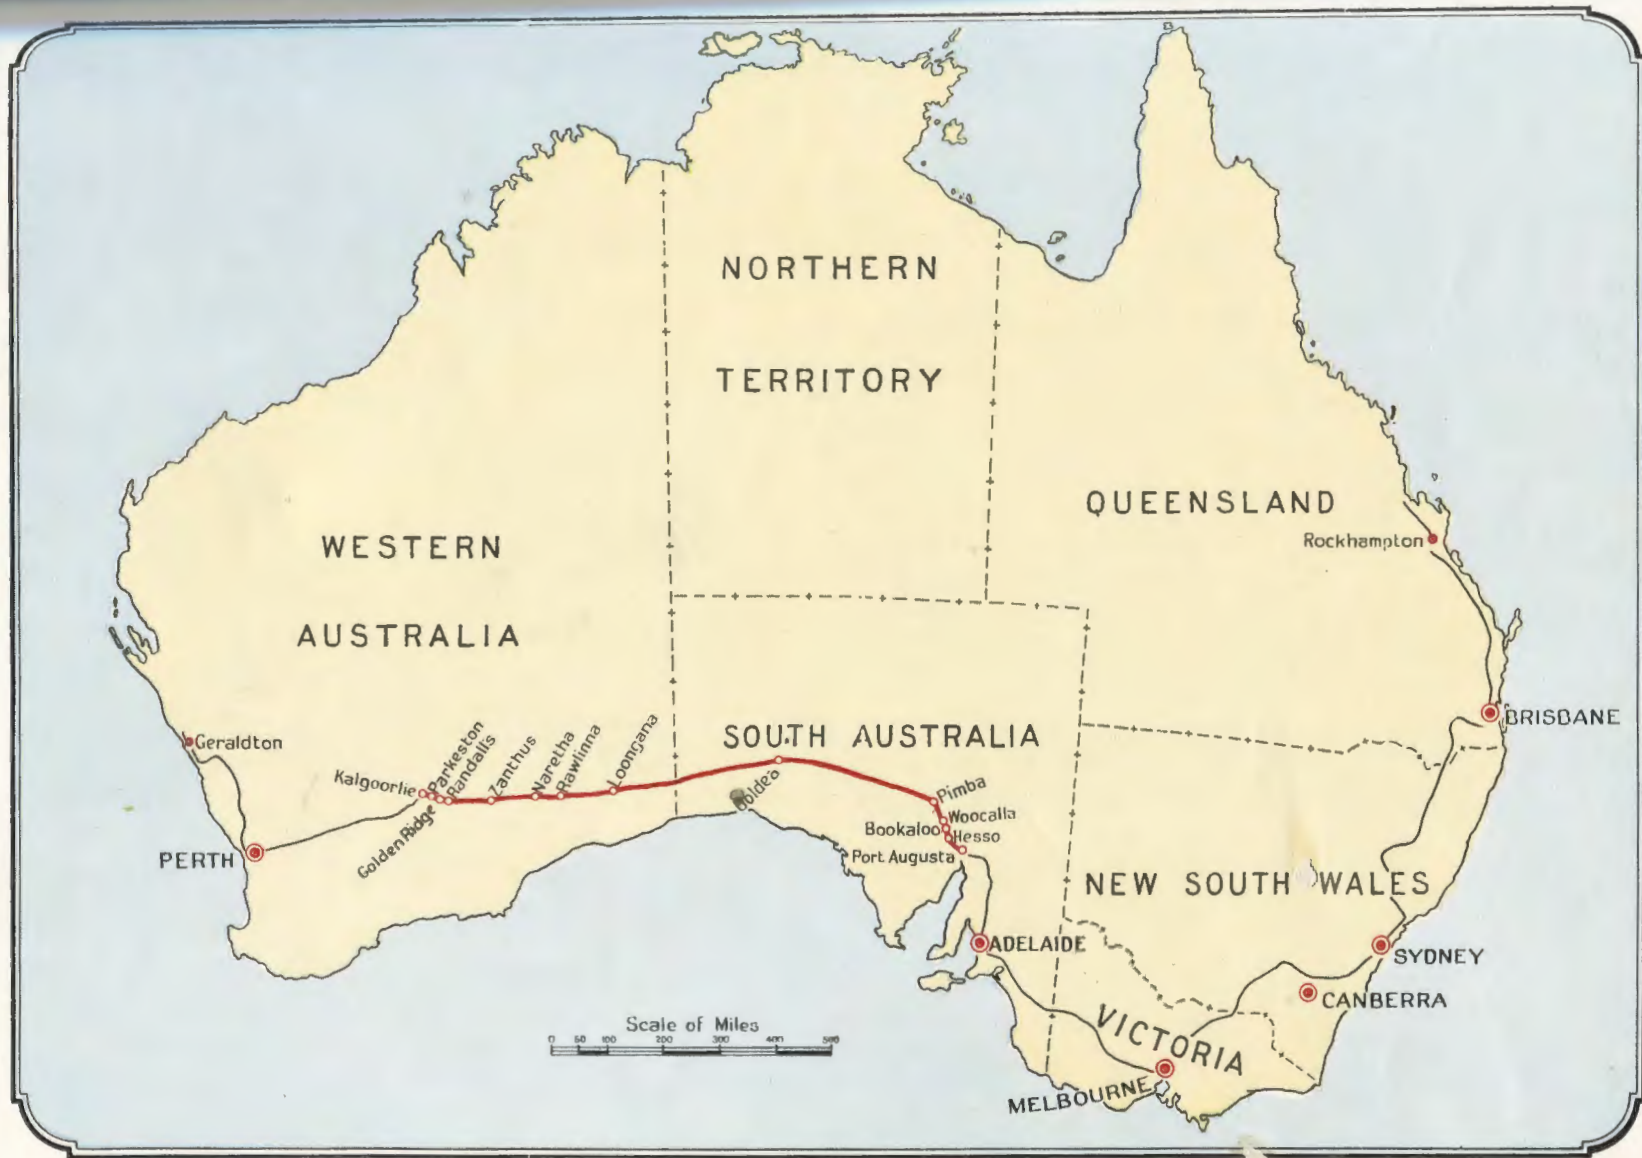 NORTHERN
TERRITORY
QUEENSLAND
Rockhampton
WESTERN
AUSTRALIA
BRISBANE
SOUTH AUSTRALIA
Geraldton
Kalgoorlie
Parkeston
Randalls
Zanthus
Naretha
Rawlinna
Loongana
Golden Ridge
Pimba
Woocalla
Bookaloo
Hesso
Port Augusta
PERTH
NEW SOUTH WALES
ADELAIDE
SYDNEY
CANBERRA
VICTORIA
MELBOURNE
Scale of Miles
0 50 100 200 300 400 500